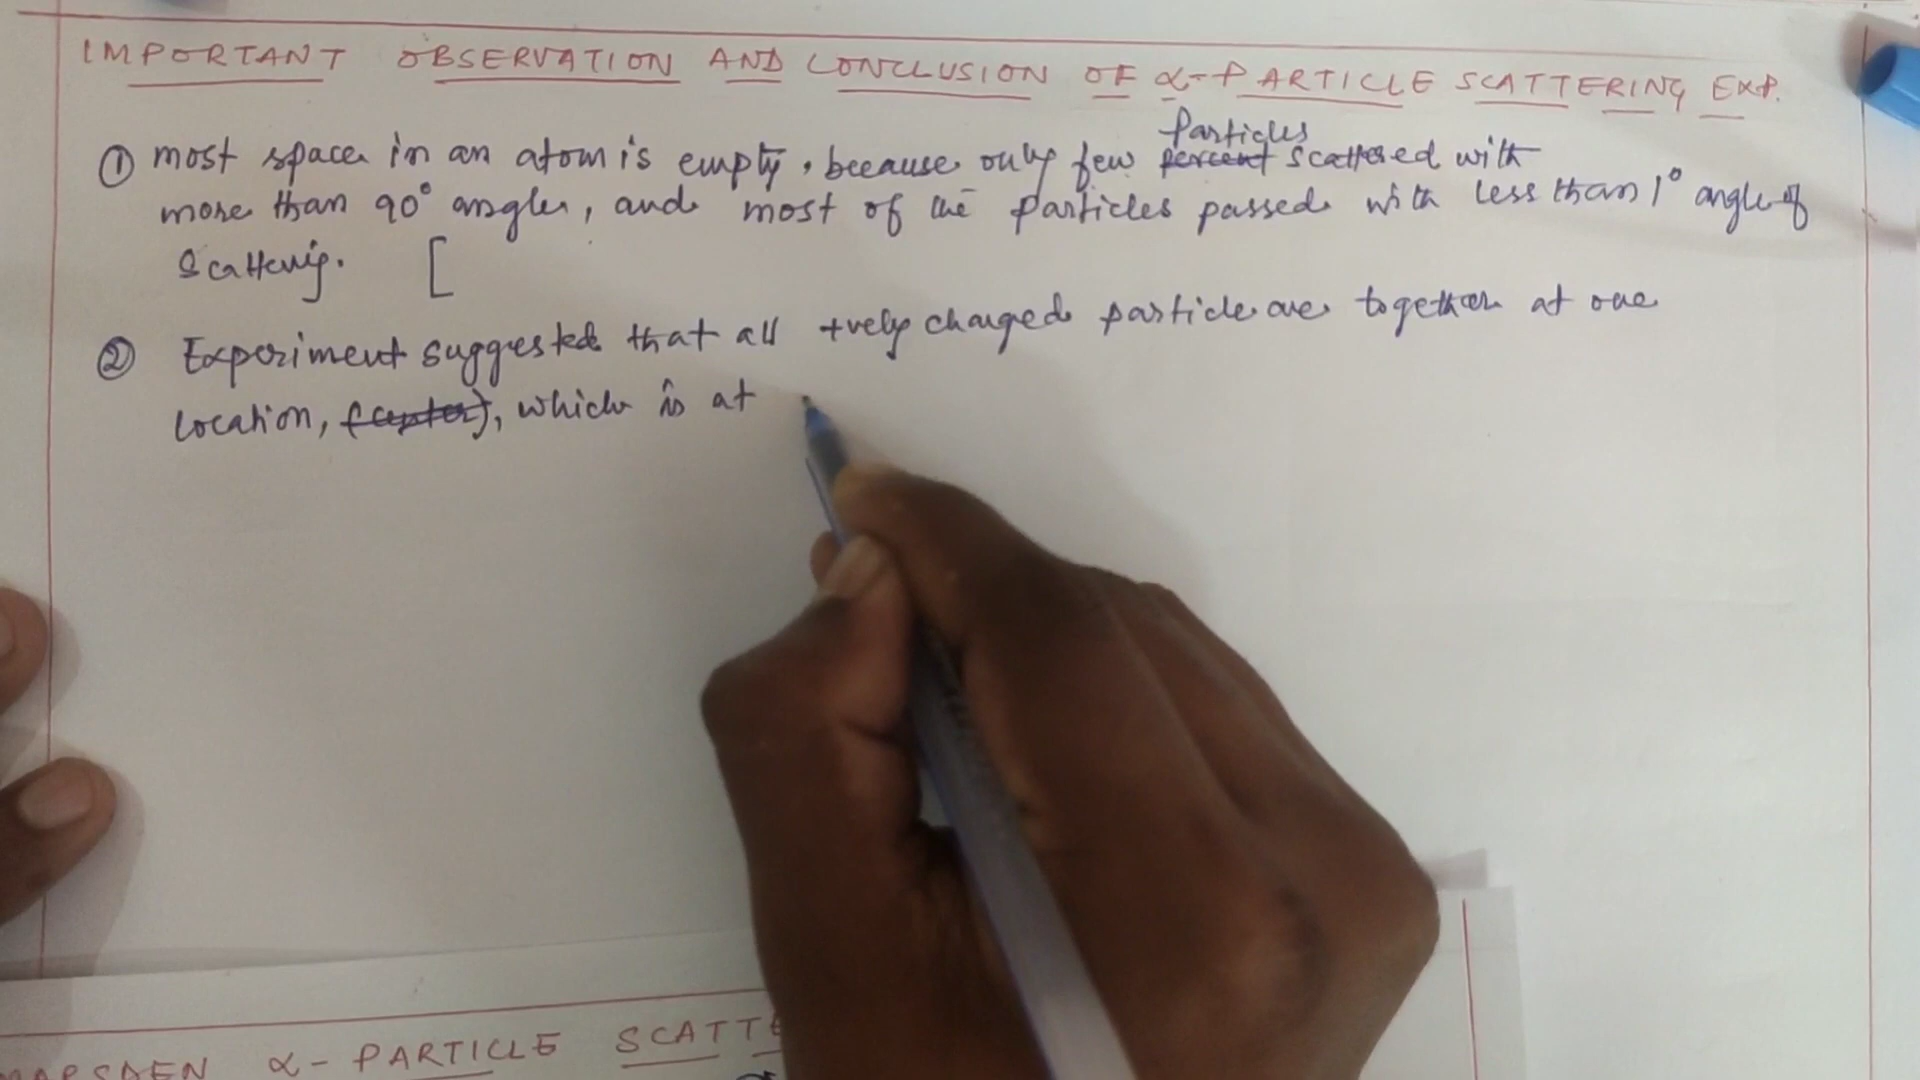 IMPORTANT OBSERVATION AND CONCLUSION OF α-PARTICLE SCATTERING EXP.
① most space in an atom is empty, because only few particles percent scattered with
more than 90° angle, and most of the particles passed with less than 1° angle of
Scattering. [
② Experiment suggested that all +vely charged particle are together at one
location, (center), which is at
MARSDEN α-PARTICLE SCATTE